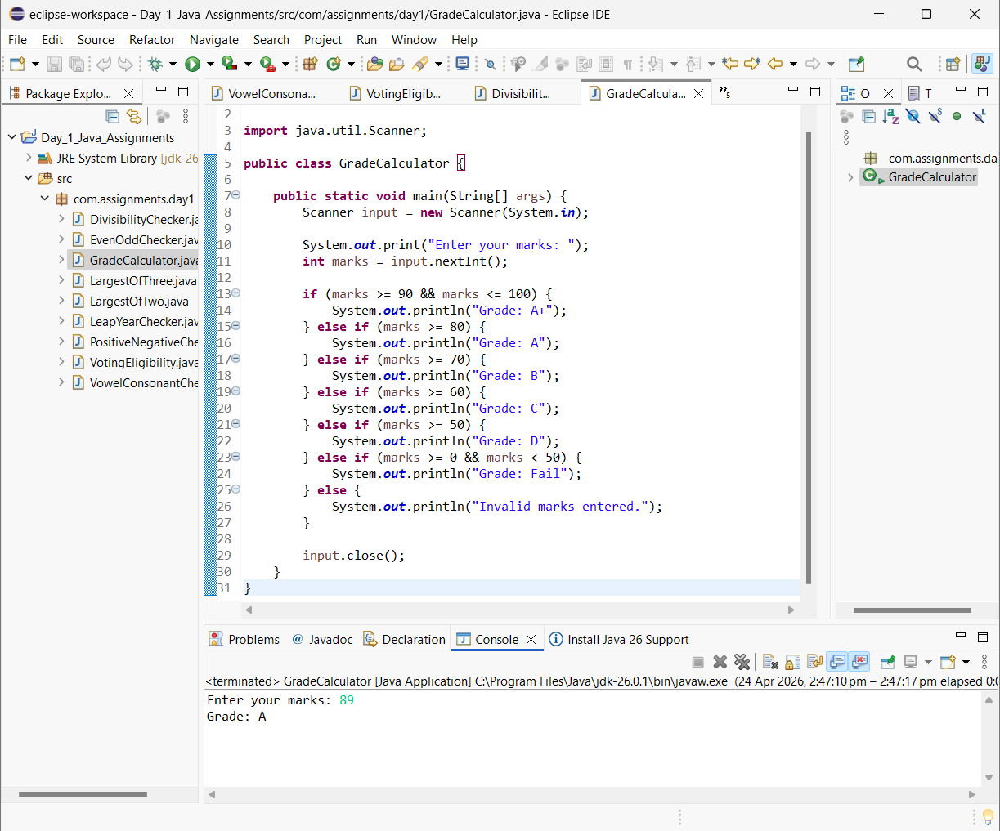 eclipse-workspace - Day_1_Java_Assignments/src/com/assignments/day1/GradeCalculator.java - Eclipse IDE
File Edit Source Refactor Navigate Search Project Run Window Help
Package Explo...
Day_1_Java_Assignments
JRE System Library [jdk-26
src
com.assignments.day1
DivisibilityChecker.ja
EvenOddChecker.jav
GradeCalculator.java
LargestOfThree.java
LargestOfTwo.java
LeapYearChecker.jav
PositiveNegativeChe
VotingEligibility.java
VowelConsonantChe
VowelConsona... VotingEligib... Divisibilit... GradeCalcula... »5
2
3 import java.util.Scanner;
4
5 public class GradeCalculator {
6
7 public static void main(String[] args) {
8 Scanner input = new Scanner(System.in);
9
10 System.out.print("Enter your marks: ");
11 int marks = input.nextInt();
12
13 if (marks >= 90 && marks <= 100) {
14 System.out.println("Grade: A+");
15 } else if (marks >= 80) {
16 System.out.println("Grade: A");
17 } else if (marks >= 70) {
18 System.out.println("Grade: B");
19 } else if (marks >= 60) {
20 System.out.println("Grade: C");
21 } else if (marks >= 50) {
22 System.out.println("Grade: D");
23 } else if (marks >= 0 && marks < 50) {
24 System.out.println("Grade: Fail");
25 } else {
26 System.out.println("Invalid marks entered.");
27 }
28
29 input.close();
30 }
31 }
O T
com.assignments.da
GradeCalculator
Problems @ Javadoc Declaration Console Install Java 26 Support
<terminated> GradeCalculator [Java Application] C:\Program Files\Java\jdk-26.0.1\bin\javaw.exe (24 Apr 2026, 2:47:10 pm – 2:47:17 pm elapsed 0:0
Enter your marks: 89
Grade: A